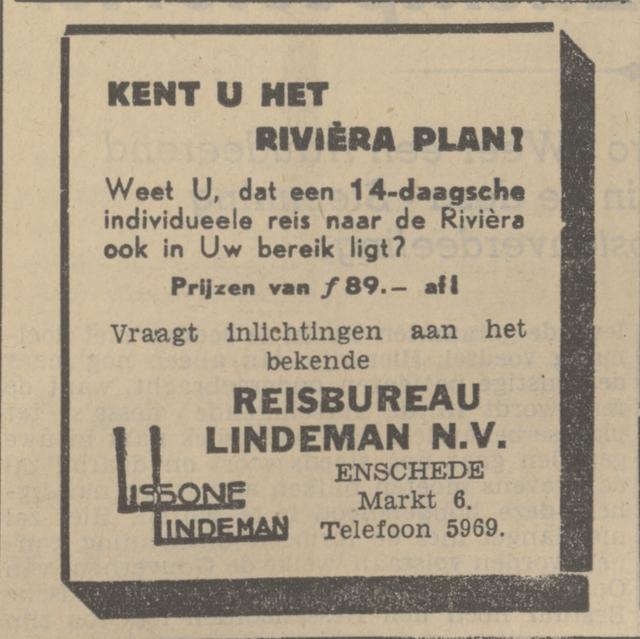 KENT U HET
RIVIÈRA PLAN?
Weet U, dat een 14-daagsche
individueele reis naar de Rivièra
ook in Uw bereik ligt?
Prijzen van f 89.— af!
Vraagt inlichtingen aan het
bekende
REISBUREAU
LINDEMAN N.V.
LISSONE
LINDEMAN
ENSCHEDE
Markt 6.
Telefoon 5969.